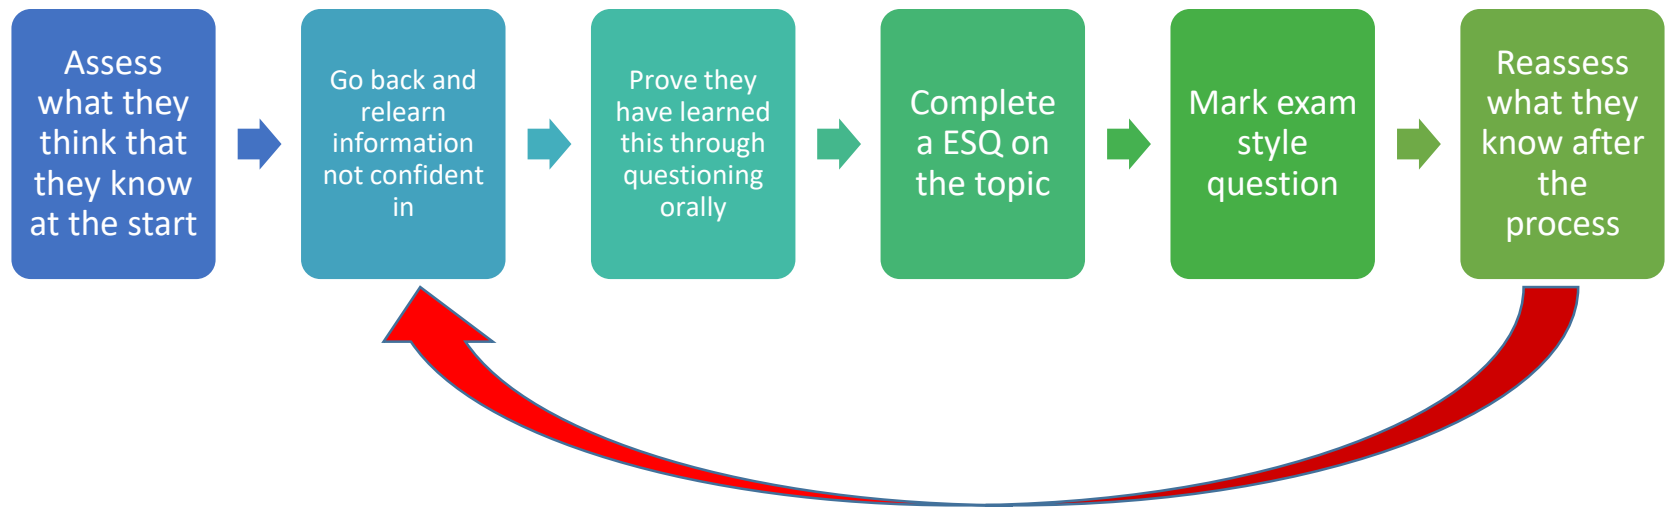 Assess
what they
think that
they know
at the start
Go back and
relearn
information
not confident
in
Prove they
have learned
this through
questioning
orally
Complete
a ESQ on
the topic
Mark exam
style
question
Reassess
what they
know after
the
process